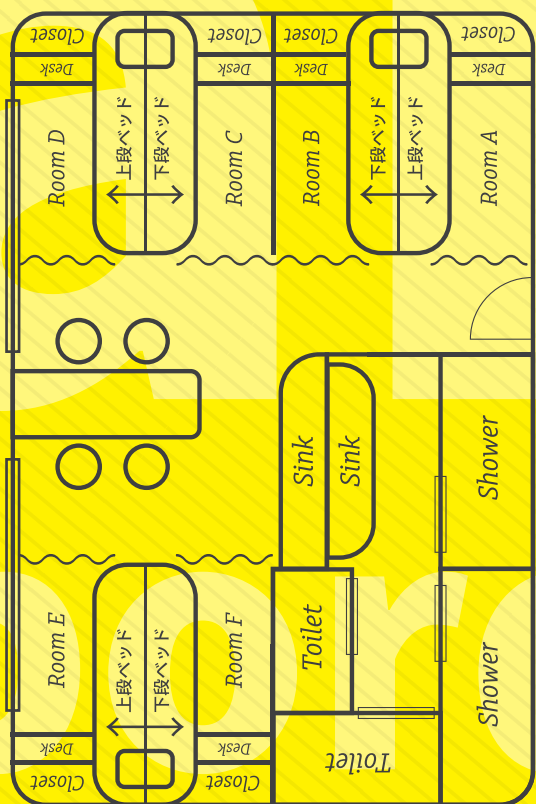 Closet
Closet
Closet
Closet
Desk
Desk
Desk
Desk
Room D
上段ベッド
下段ベッド
Room C
Room B
下段ベッド
上段ベッド
Room A
Sink
Sink
Shower
Room E
上段ベッド
下段ベッド
Room F
Toilet
Shower
Desk
Desk
Closet
Closet
Toilet